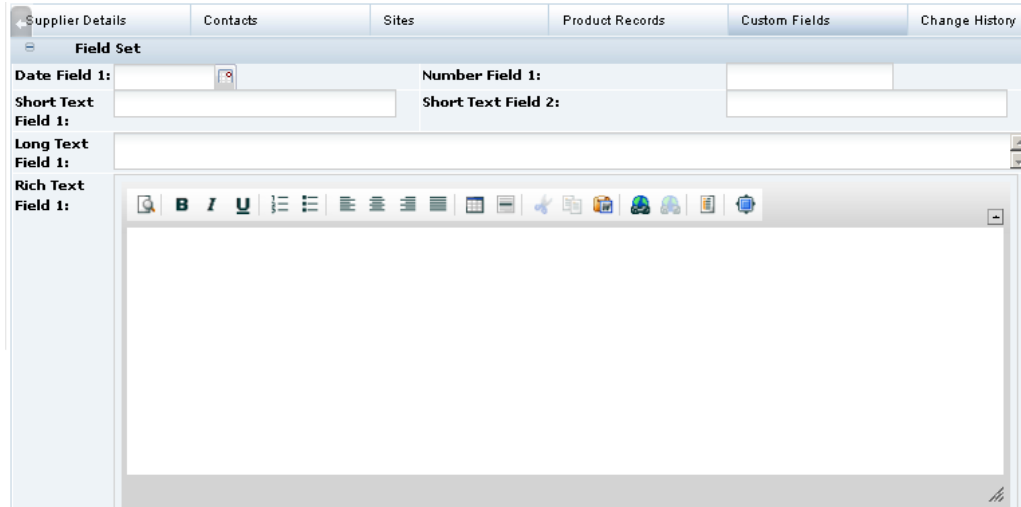 Supplier Details Contacts Sites Product Records Custom Fields Change History
Field Set
Date Field 1: Number Field 1:
Short Text Field 1: Short Text Field 2:
Long Text
Field 1:
Rich Text
Field 1:
B I U